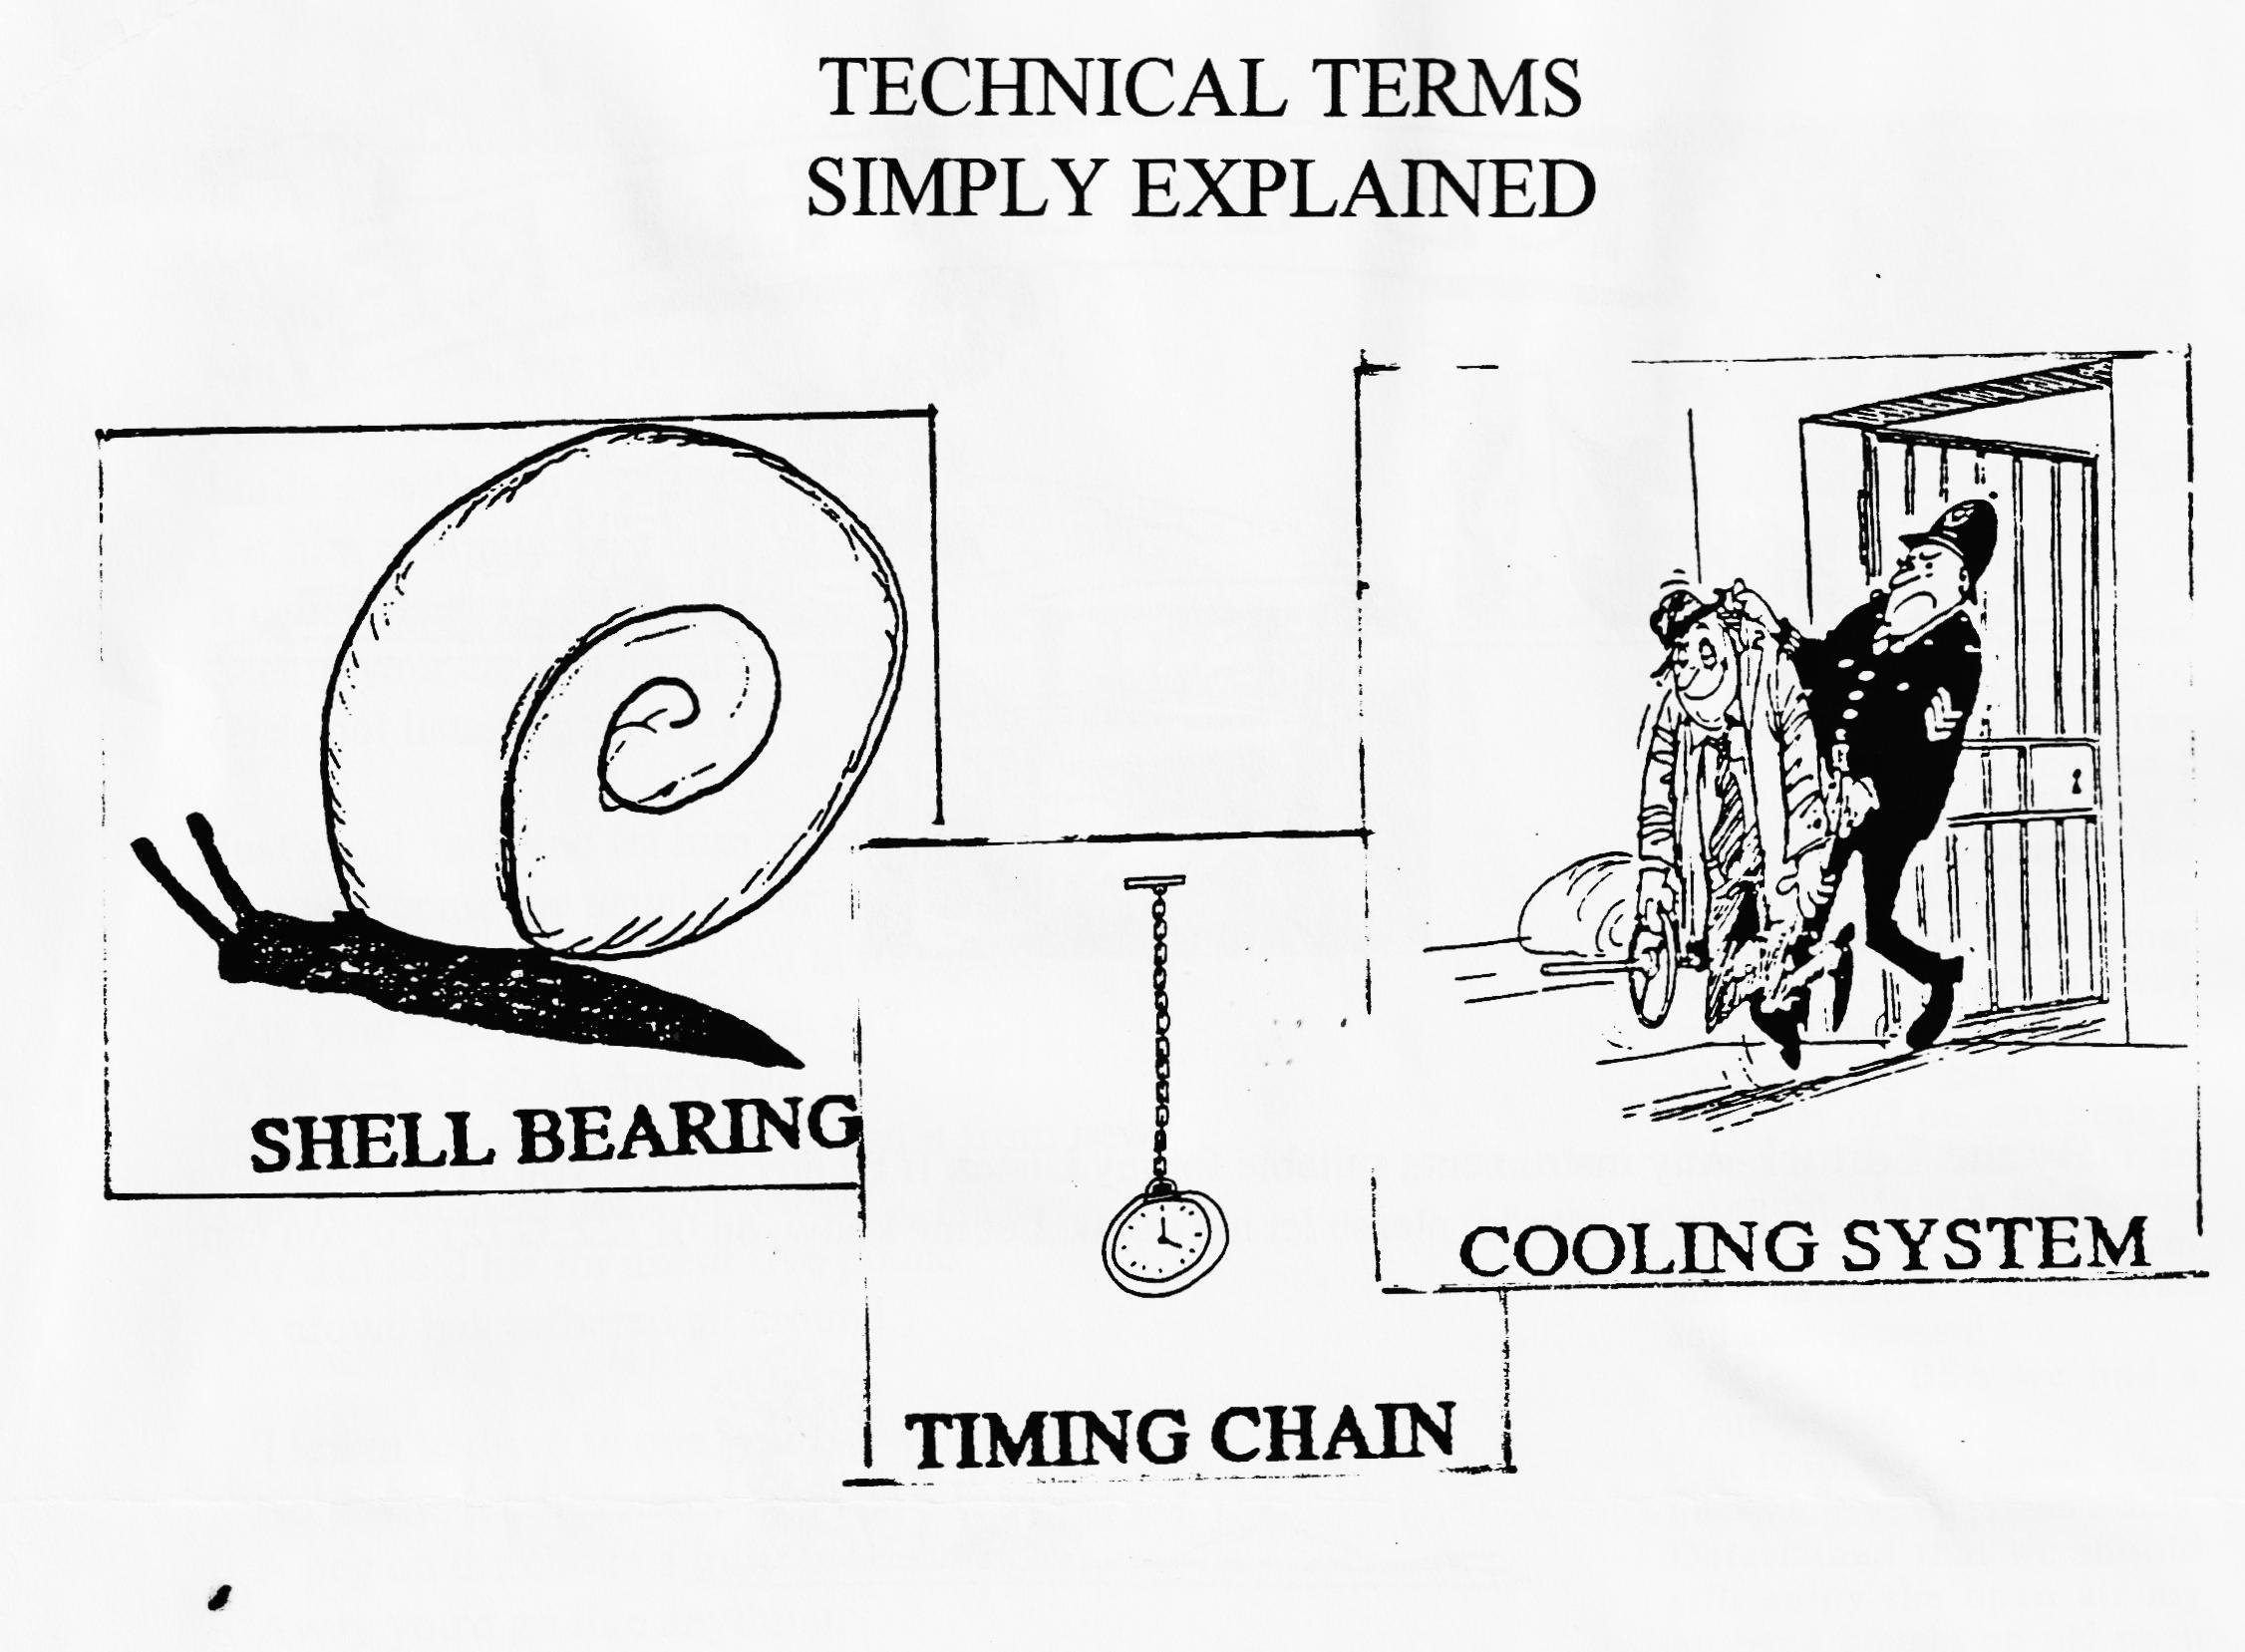 TECHNICAL TERMS
SIMPLY EXPLAINED
SHELL BEARING
TIMING CHAIN
COOLING SYSTEM